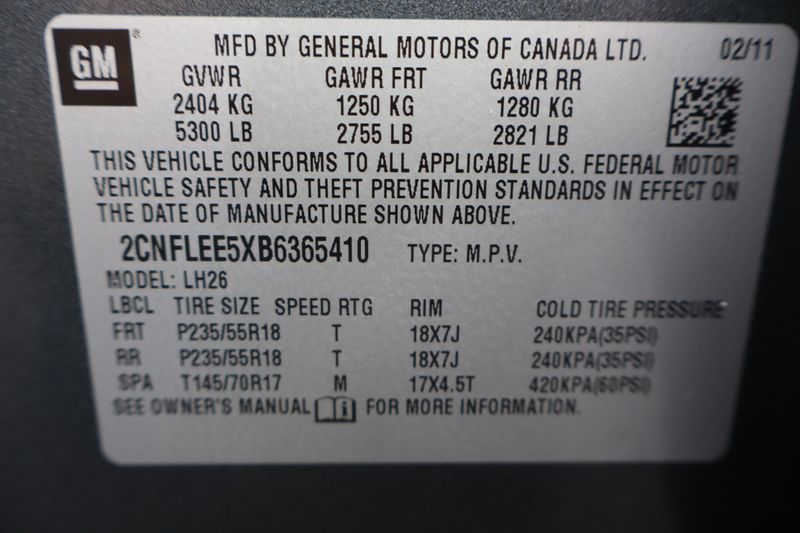 GM MFD BY GENERAL MOTORS OF CANADA LTD. 02/11
GVWR GAWR FRT GAWR RR
2404 KG 1250 KG 1280 KG
5300 LB 2755 LB 2821 LB
THIS VEHICLE CONFORMS TO ALL APPLICABLE U.S. FEDERAL MOTOR
VEHICLE SAFETY AND THEFT PREVENTION STANDARDS IN EFFECT ON
THE DATE OF MANUFACTURE SHOWN ABOVE.
2CNFLEE5XB6365410 TYPE: M.P.V.
MODEL: LH26
LBCL TIRE SIZE SPEED RTG RIM COLD TIRE PRESSURE
FRT P235/55R18 T 18X7J 240KPA(35PSI)
RR P235/55R18 T 18X7J 240KPA(35PSI)
SPA T145/70R17 M 17X4.5T 420KPA(60PSI)
SEE OWNER'S MANUAL i FOR MORE INFORMATION.